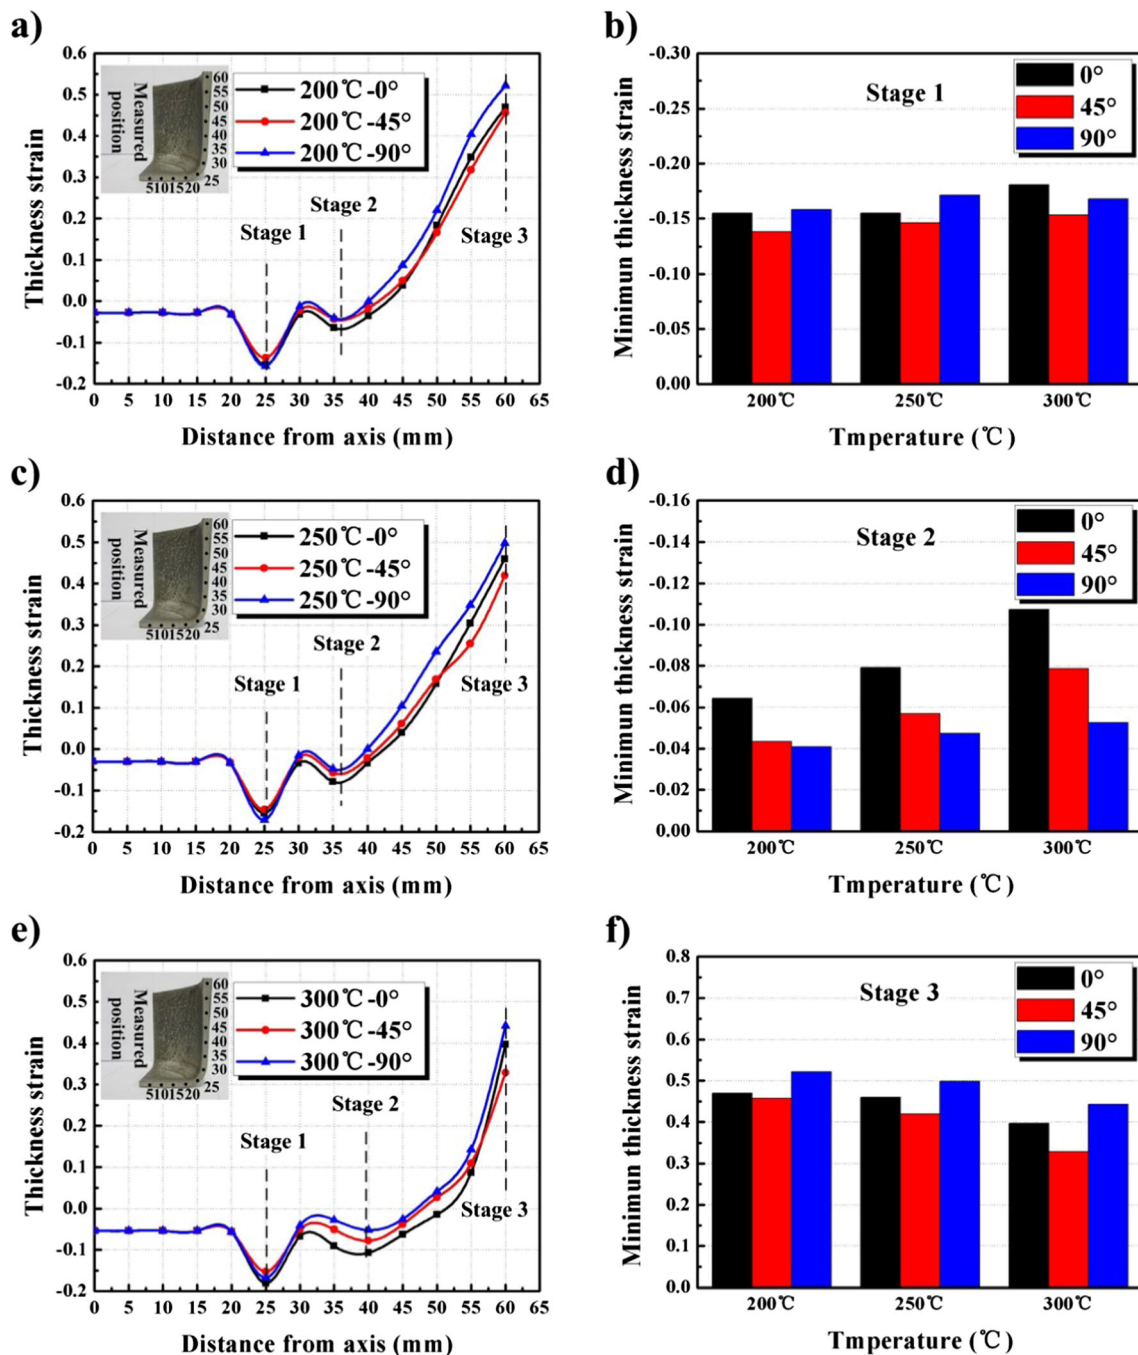 a)
0.6
0.5
0.4
0.3
0.2
0.1
0.0
-0.1
-0.2
Thickness strain
Measured
position
60
55
50
45
40
35
30
25
5101520
200℃-0°
200℃-45°
200℃-90°
Stage 1
Stage 2
Stage 3
0 5 10 15 20 25 30 35 40 45 50 55 60 65
Distance from axis (mm)
b)
-0.30
-0.25
-0.20
-0.15
-0.10
-0.05
0.00
Minimun thickness strain
Stage 1
0°
45°
90°
200℃ 250℃ 300℃
Tmperature (℃)
c)
0.6
0.5
0.4
0.3
0.2
0.1
0.0
-0.1
-0.2
Thickness strain
Measured
position
60
55
50
45
40
35
30
25
5101520
250℃-0°
250℃-45°
250℃-90°
Stage 1
Stage 2
Stage 3
0 5 10 15 20 25 30 35 40 45 50 55 60 65
Distance from axis (mm)
d)
-0.16
-0.14
-0.12
-0.10
-0.08
-0.06
-0.04
-0.02
0.00
Minimun thickness strain
Stage 2
0°
45°
90°
200℃ 250℃ 300℃
Tmperature (℃)
e)
0.6
0.5
0.4
0.3
0.2
0.1
0.0
-0.1
-0.2
Thickness strain
Measured
position
60
55
50
45
40
35
30
25
5101520
300℃-0°
300℃-45°
300℃-90°
Stage 1
Stage 2
Stage 3
0 5 10 15 20 25 30 35 40 45 50 55 60 65
Distance from axis (mm)
f)
0.8
0.7
0.6
0.5
0.4
0.3
0.2
0.1
0.0
Minimun thickness strain
Stage 3
0°
45°
90°
200℃ 250℃ 300℃
Tmperature (℃)